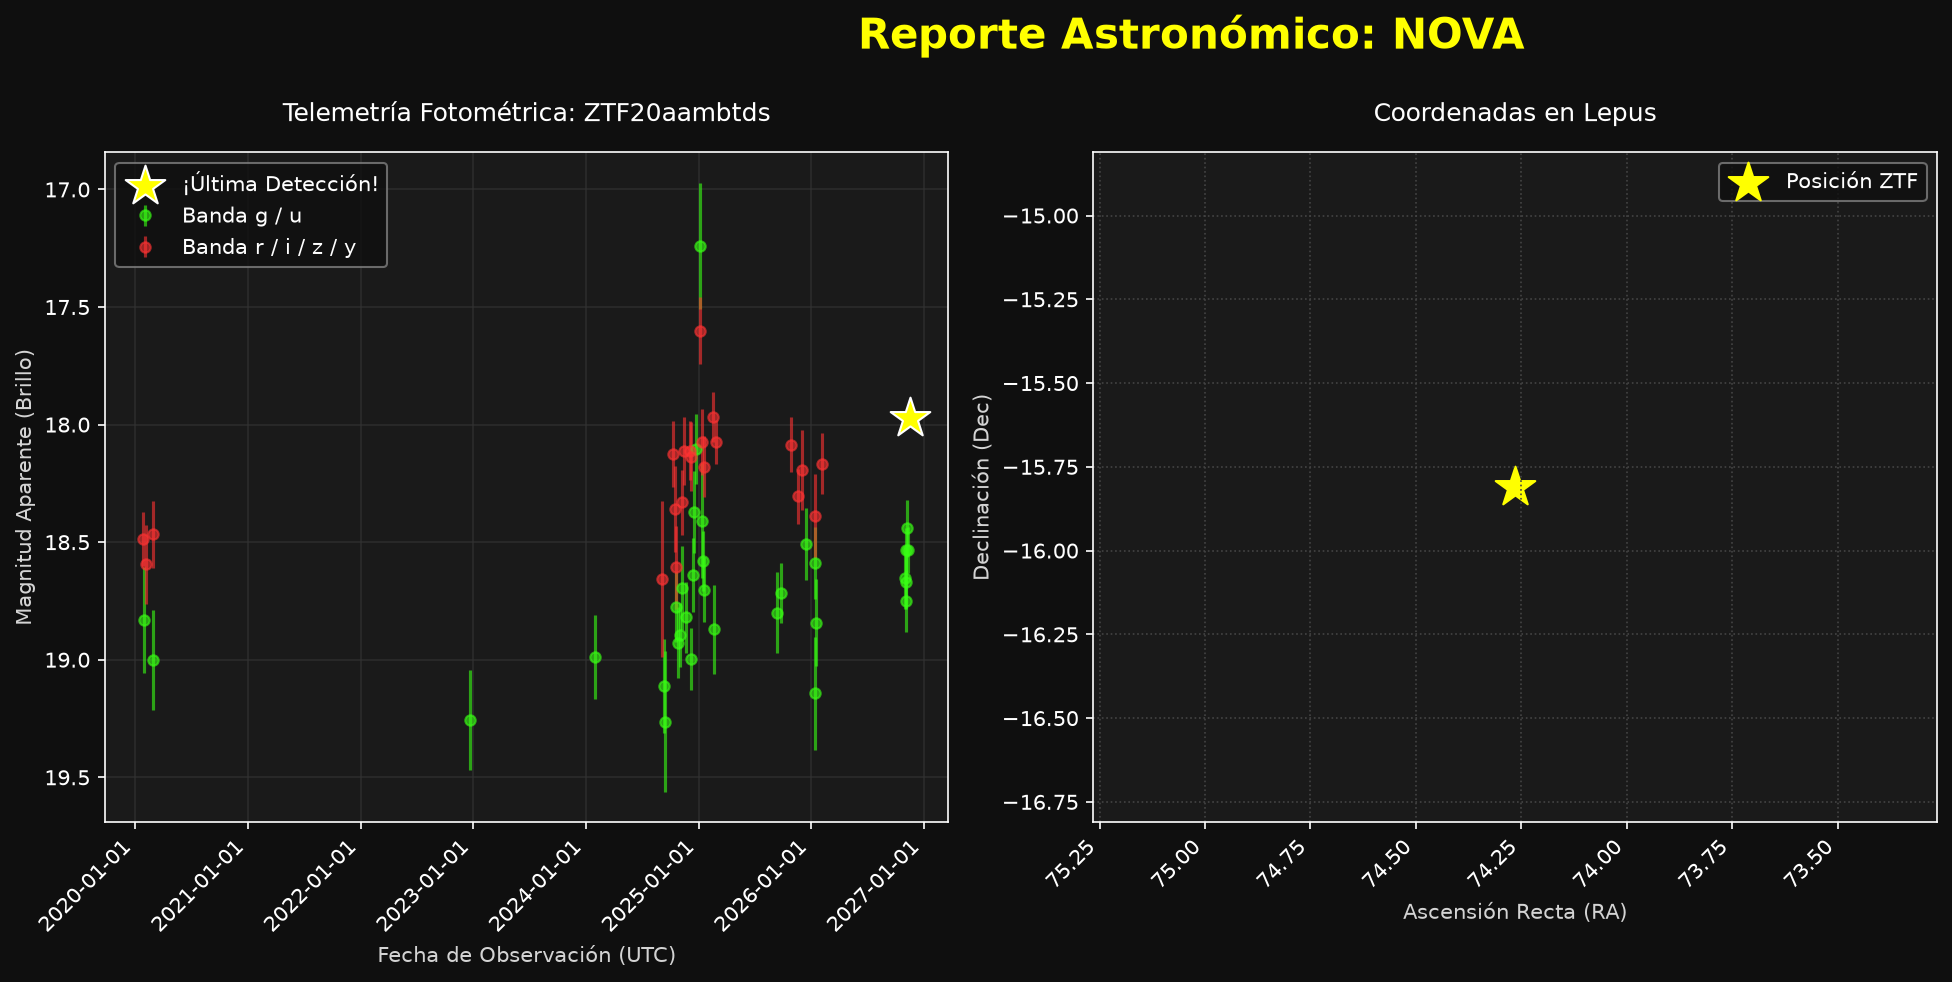 Reporte Astronómico: NOVA
Telemetría Fotométrica: ZTF20aambtds
¡Última Detección!
Banda g / u
Banda r / i / z / y
Magnitud Aparente (Brillo)
17.0
17.5
18.0
18.5
19.0
19.5
2020-01-01
2021-01-01
2022-01-01
2023-01-01
2024-01-01
2025-01-01
2026-01-01
2027-01-01
Fecha de Observación (UTC)
Coordenadas en Lepus
Posición ZTF
Declinación (Dec)
−15.00
−15.25
−15.50
−15.75
−16.00
−16.25
−16.50
−16.75
75.25
75.00
74.75
74.50
74.25
74.00
73.75
73.50
Ascensión Recta (RA)